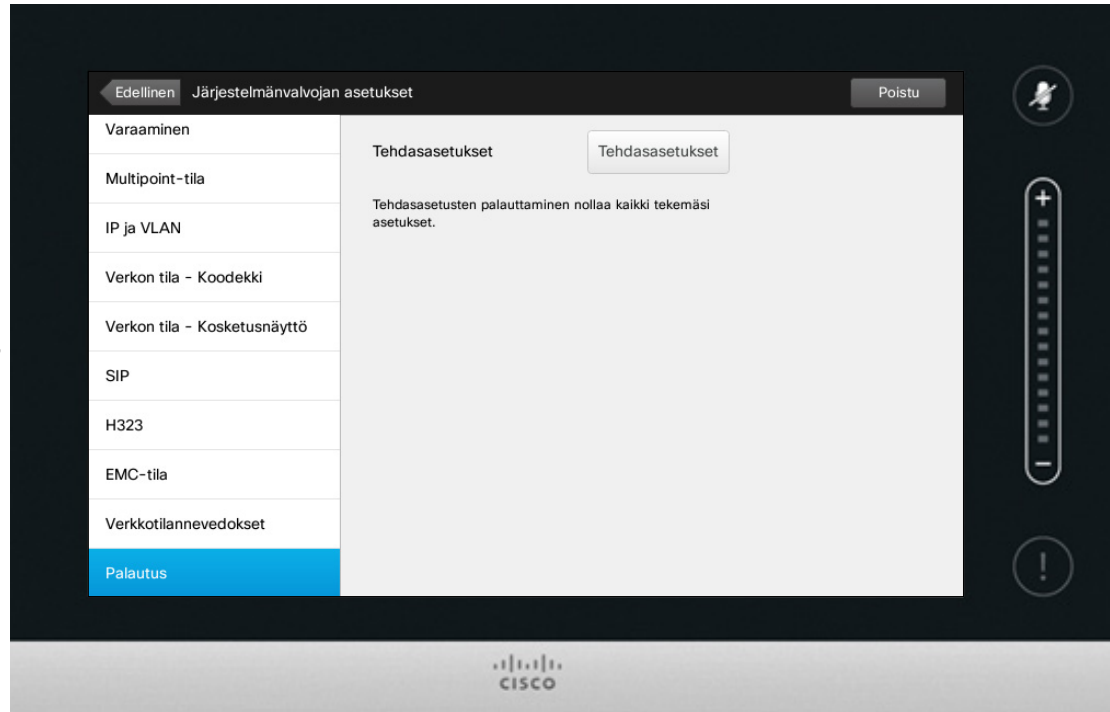 Edellinen Järjestelmänvalvojan asetukset Poistu
Varaaminen
Multipoint-tila
IP ja VLAN
Verkon tila - Koodekki
Verkon tila - Kosketusnäyttö
SIP
H323
EMC-tila
Verkkotilannevedokset
Palautus
Tehdasasetukset Tehdasasetukset
Tehdasasetusten palauttaminen nollaa kaikki tekemäsi
asetukset.
+
-
!
CISCO